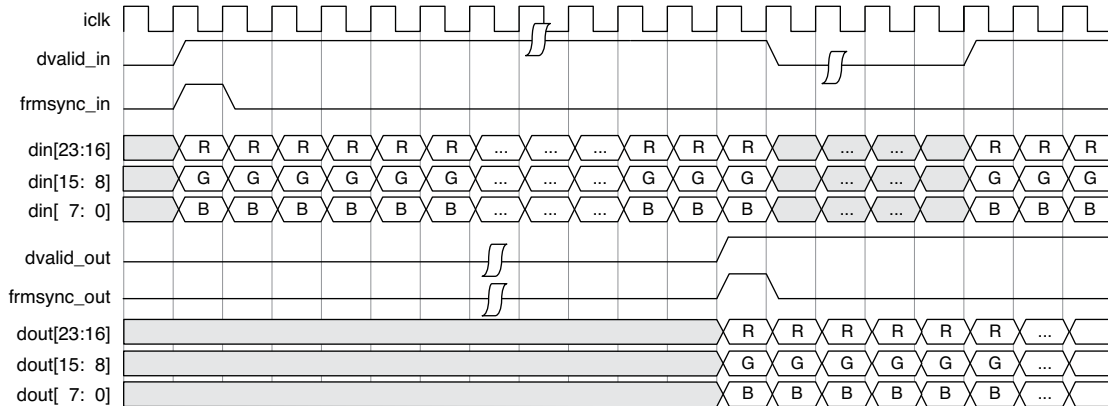 iclk
dvalid_in
frmsync_in
din[23:16] R R R R R R ... ... ... R R R ... ... R R R
din[15: 8] G G G G G G ... ... ... G G G ... ... G G G
din[ 7: 0] B B B B B B ... ... ... B B B ... ... B B B
dvalid_out
frmsync_out
dout[23:16] R R R R R R ...
dout[15: 8] G G G G G G ...
dout[ 7: 0] B B B B B B ...